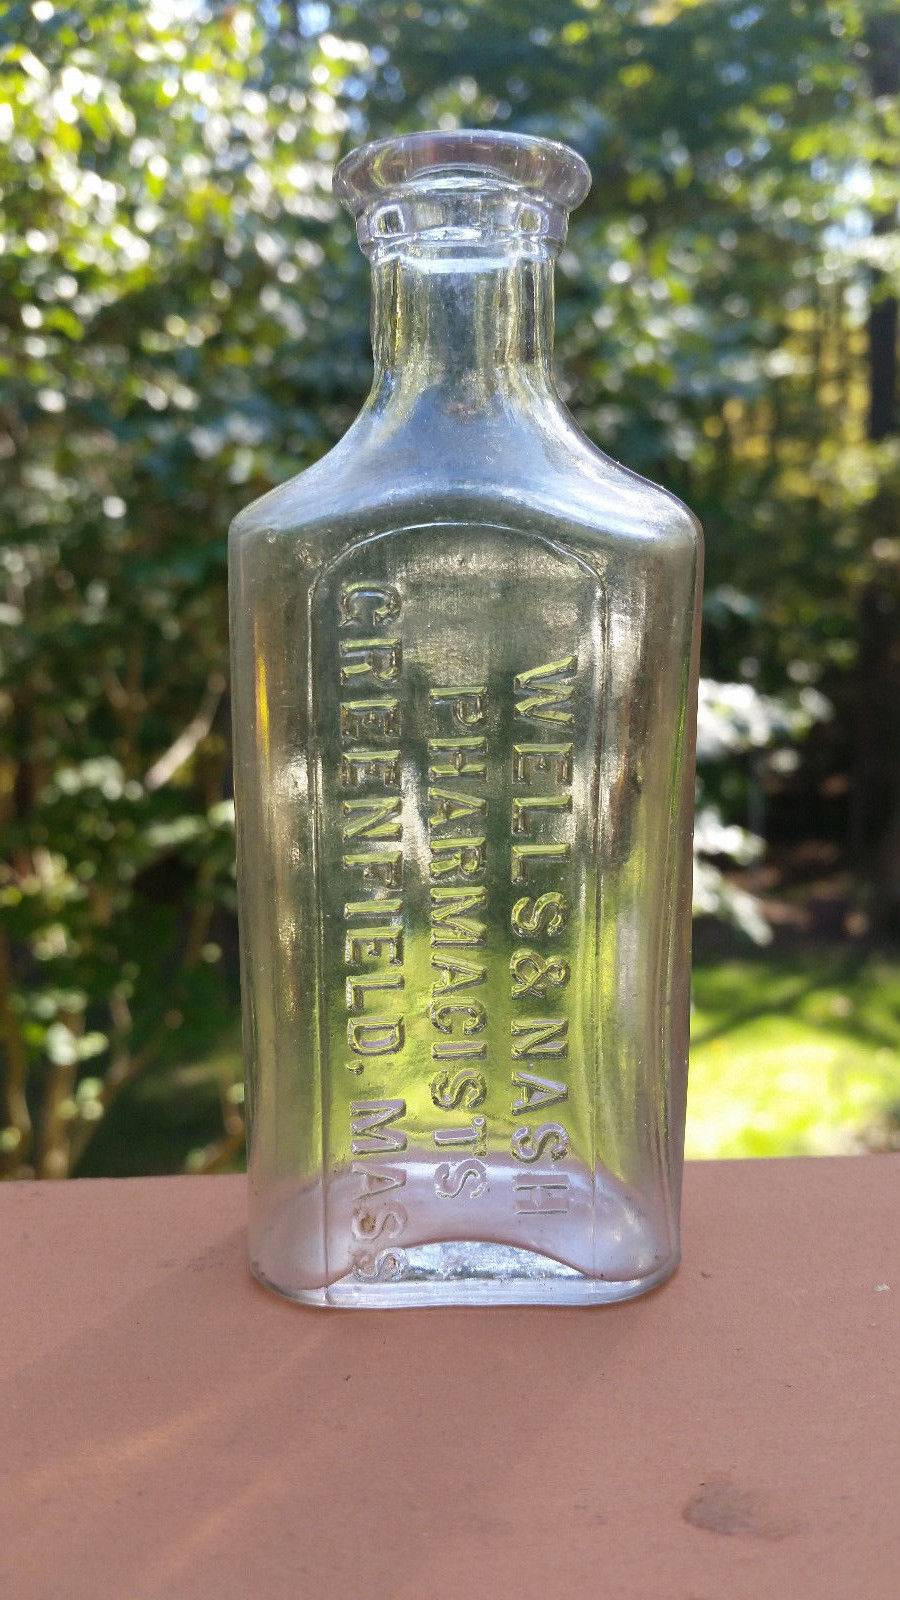 WELLS & NASH
PHARMACISTS
GREENFIELD, MASS